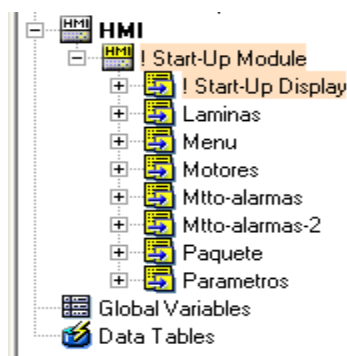 HMI
! Start-Up Module
! Start-Up Display
Laminas
Menu
Motores
Mtto-alarmas
Mtto-alarmas-2
Paquete
Parametros
Global Variables
Data Tables